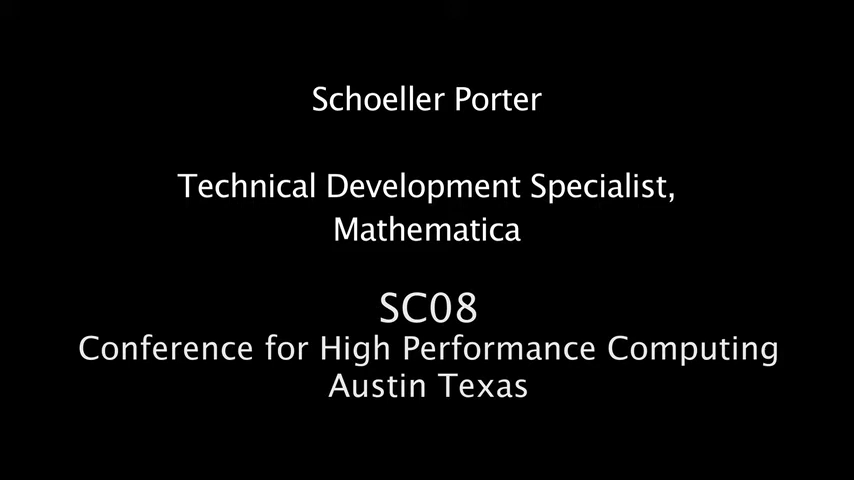 Schoeller Porter
Technical Development Specialist,
Mathematica
SC08
Conference for High Performance Computing
Austin Texas